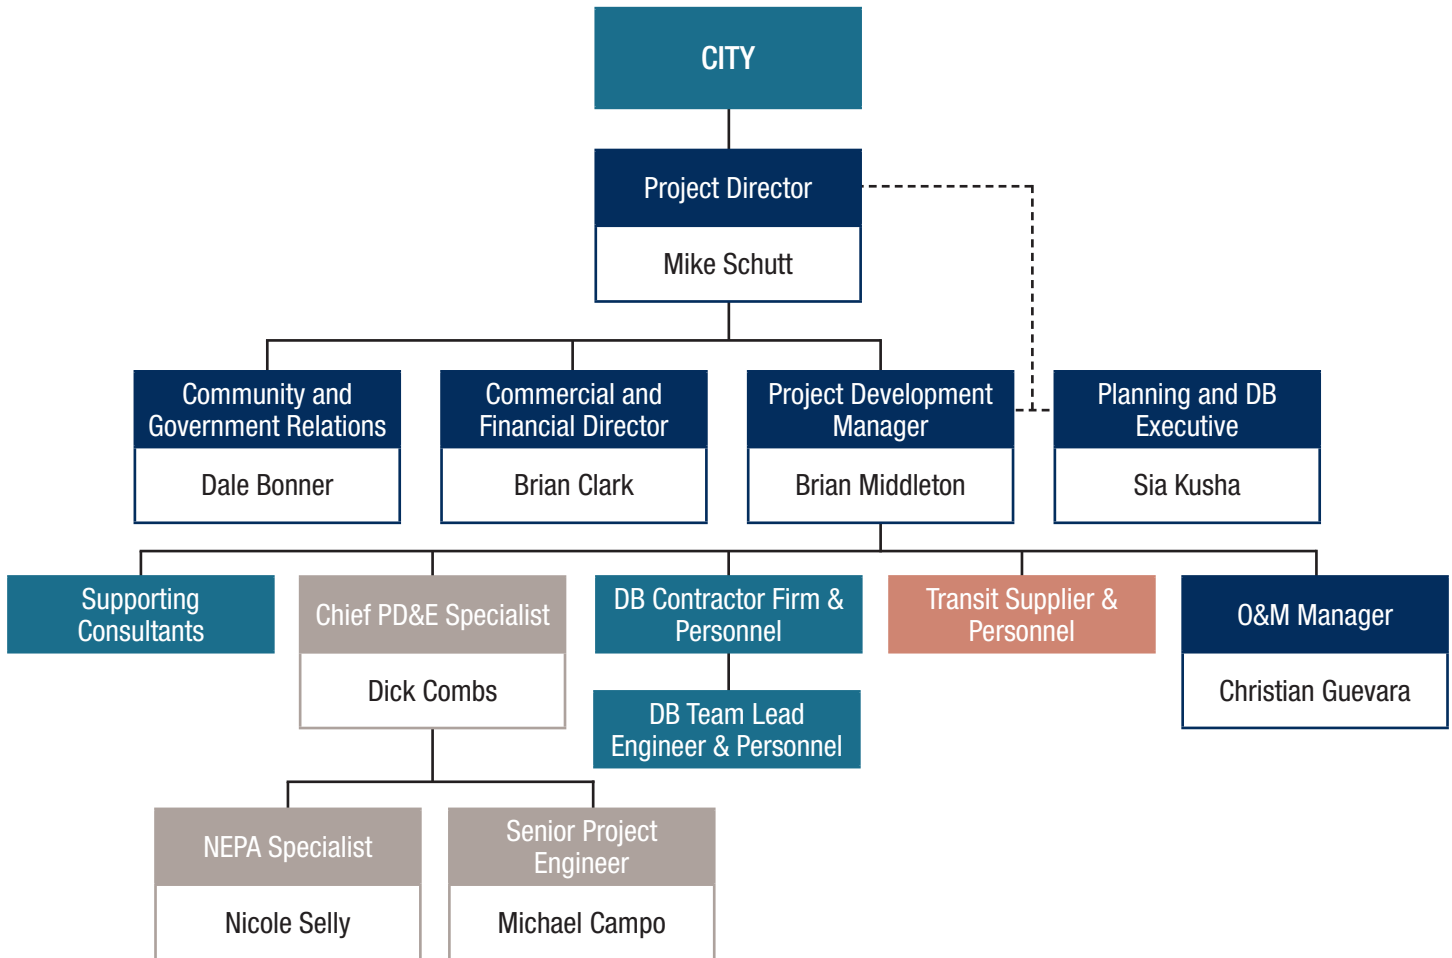 CITY
Project Director
Mike Schutt
Community and
Government Relations
Dale Bonner
Commercial and
Financial Director
Brian Clark
Project Development
Manager
Brian Middleton
Planning and DB
Executive
Sia Kusha
Supporting
Consultants
Chief PD&E Specialist
Dick Combs
DB Contractor Firm &
Personnel
DB Team Lead
Engineer & Personnel
Transit Supplier &
Personnel
O&M Manager
Christian Guevara
NEPA Specialist
Nicole Selly
Senior Project
Engineer
Michael Campo